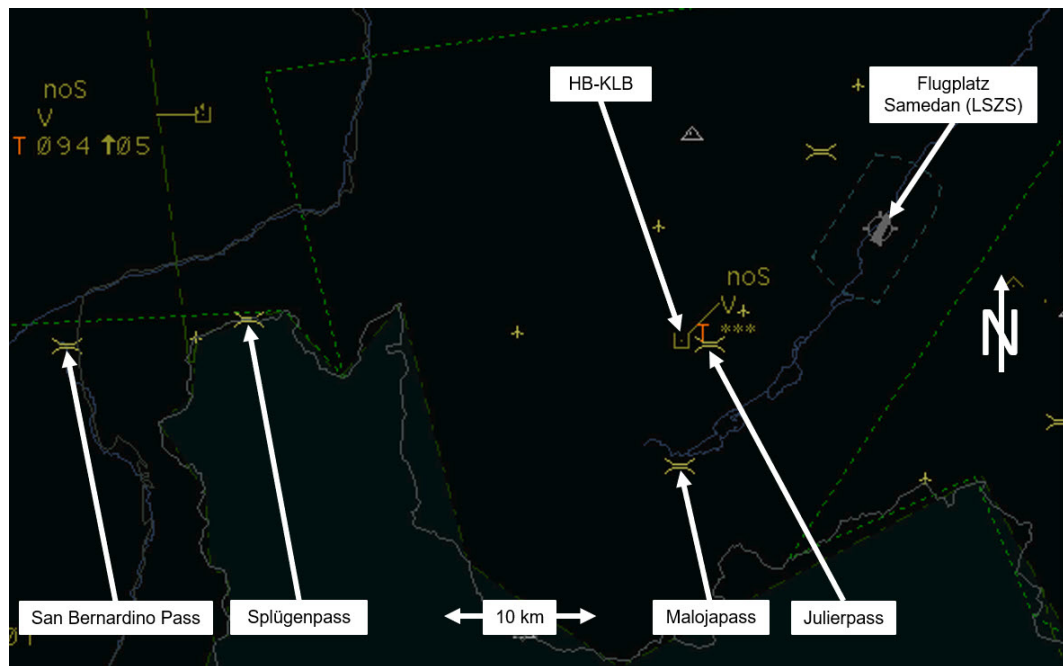 noS
V
T Ø94 ↑Ø5
HB-KLB
Flugplatz
Samedan (LSZS)
noS
V
T ***
N
San Bernardino Pass
Splügenpass
10 km
Malojapass
Julierpass